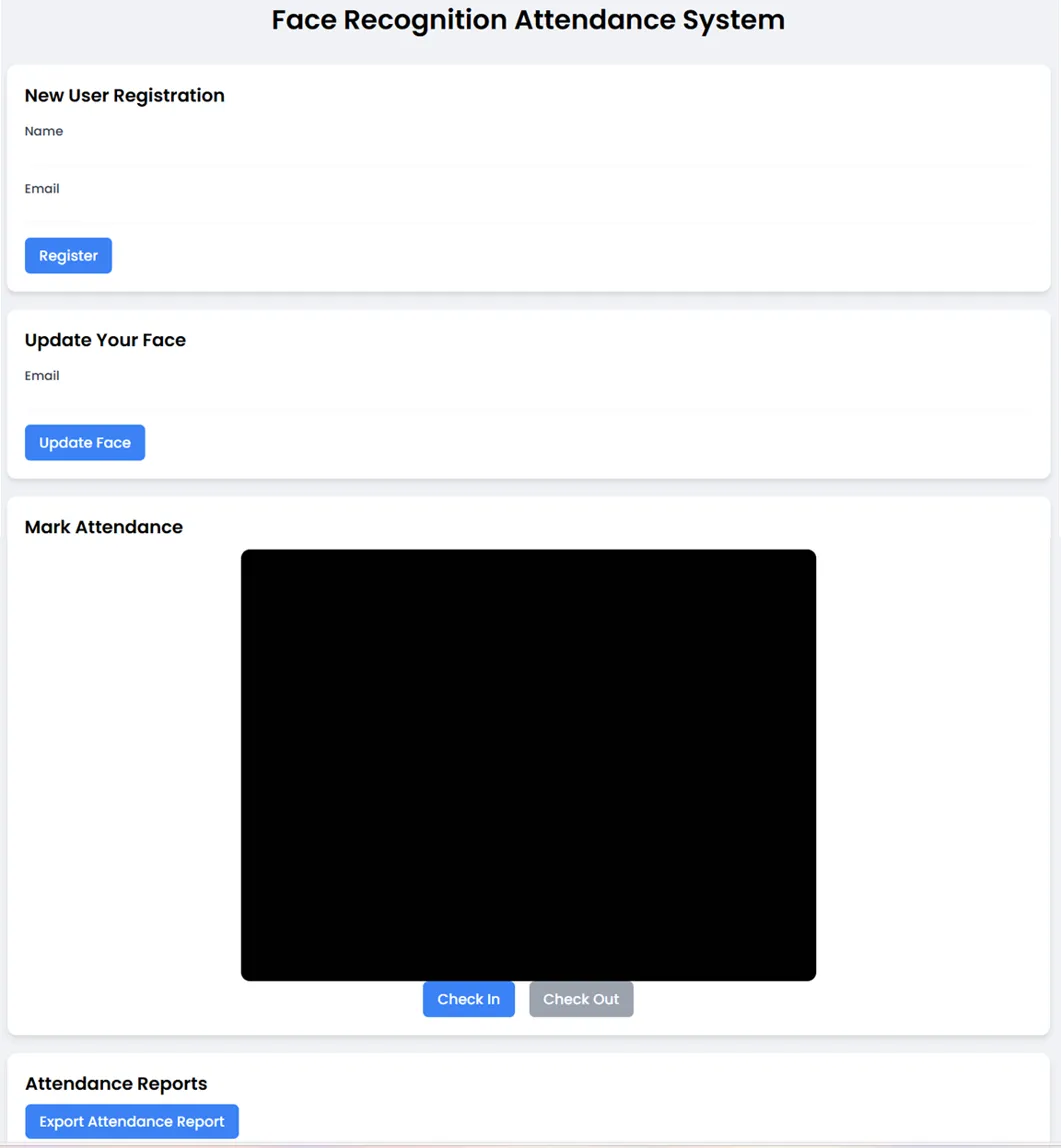 Face Recognition Attendance System
New User Registration
Name
Email
Register
Update Your Face
Email
Update Face
Mark Attendance
Check In Check Out
Attendance Reports
Export Attendance Report